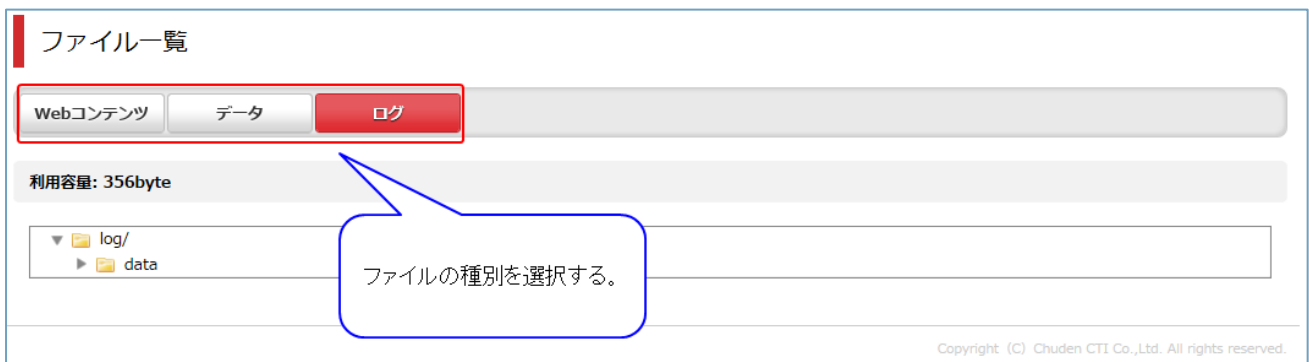 ファイル一覧
Webコンテンツ データ ログ
利用容量: 356byte
log/
data
ファイルの種別を選択する。
Copyright (C) Chuden CTI Co.,Ltd. All rights reserved.